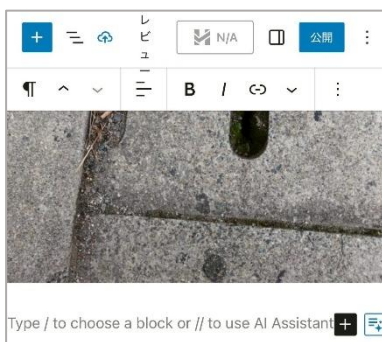 レビュー
N/A
公開
B I
Type / to choose a block or // to use AI Assistant